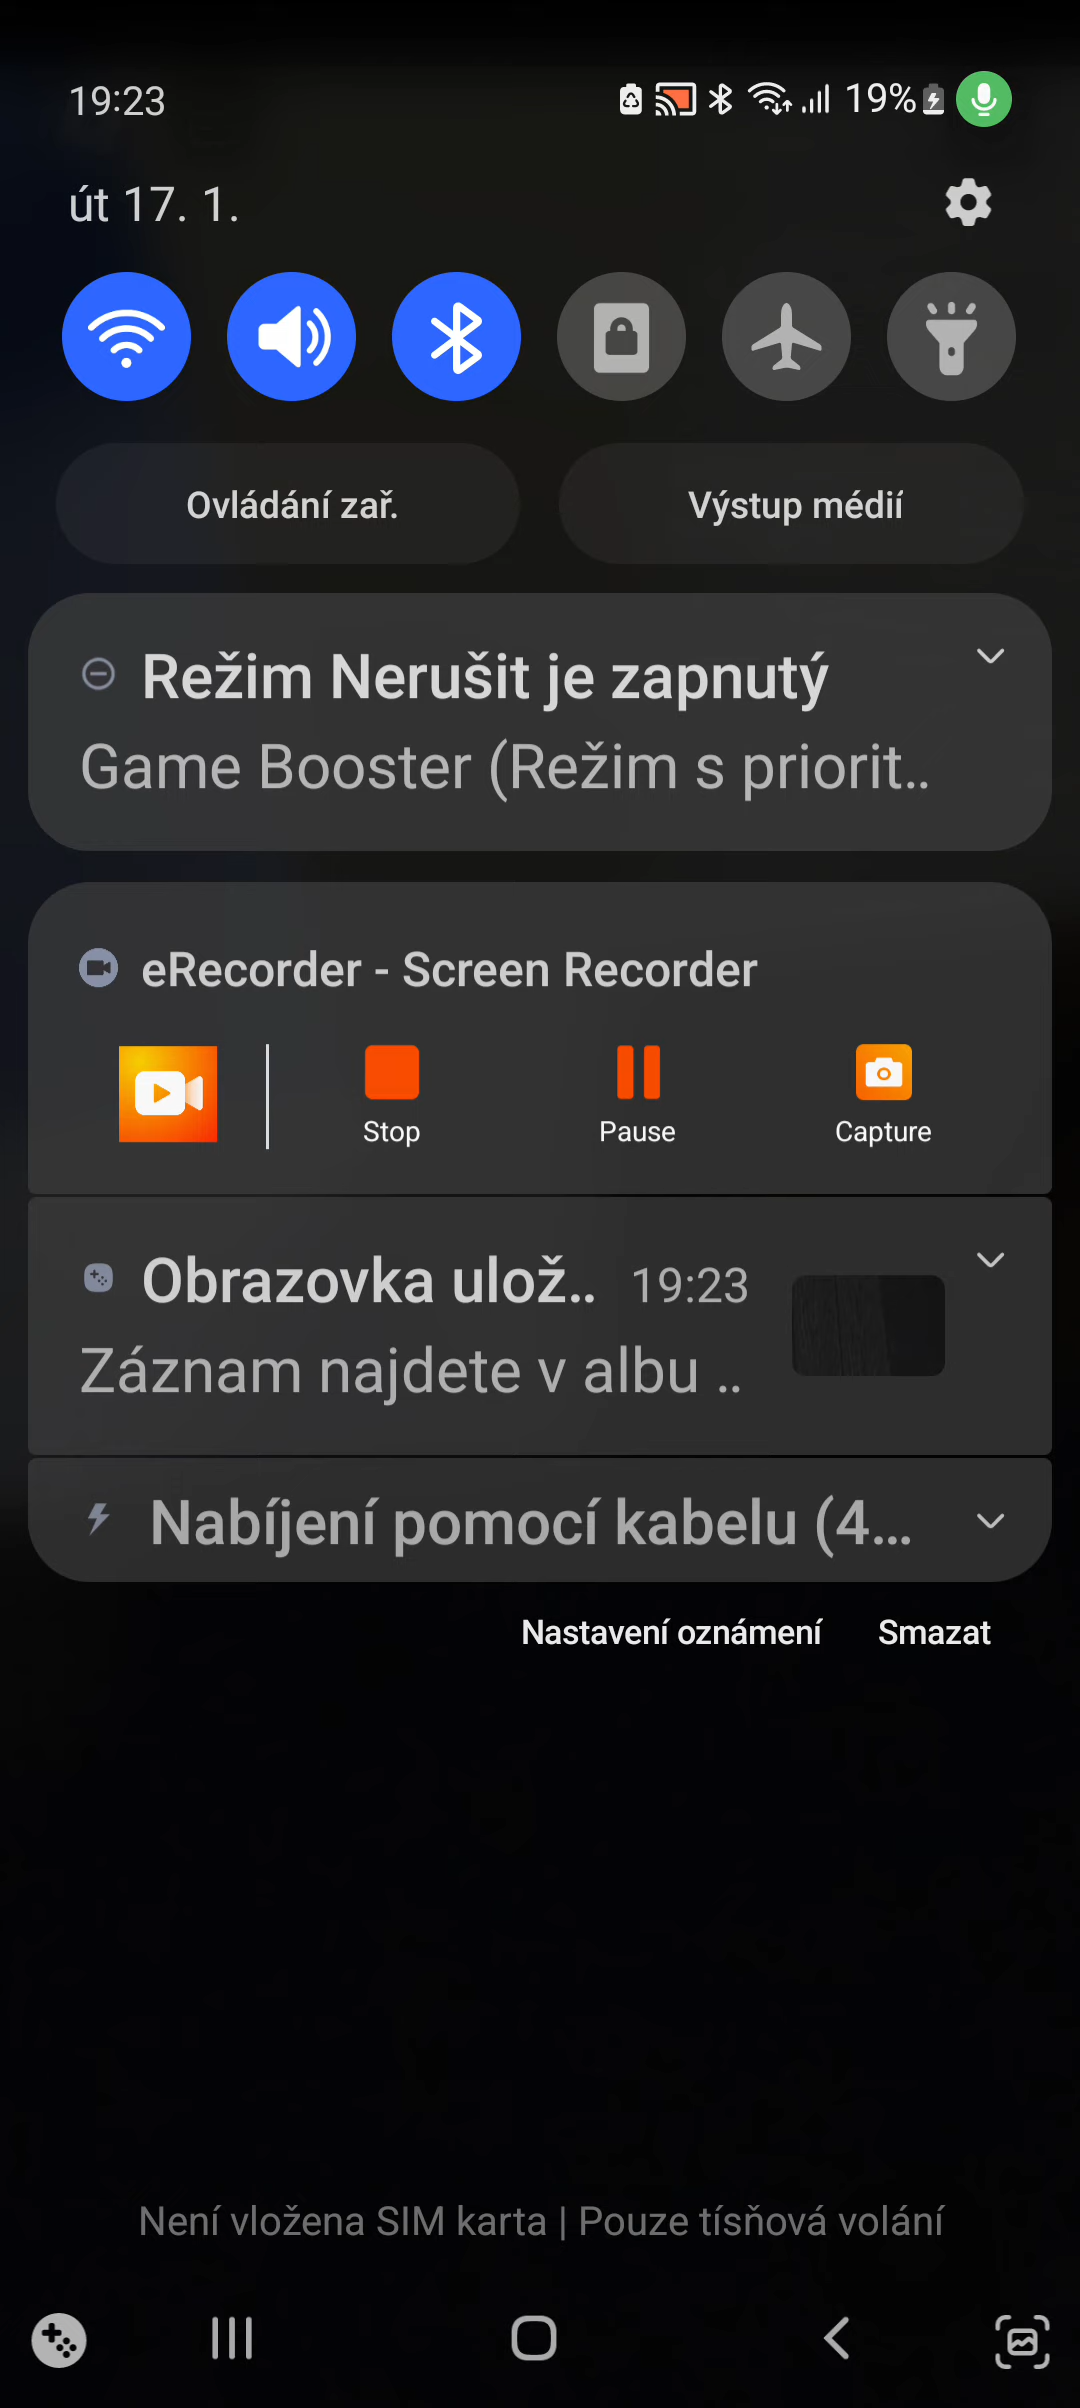 19:23 19%
út 17. 1.
Ovládání zař. Výstup médií
Režim Nerušit je zapnutý
Game Booster (Režim s priorit..
eRecorder - Screen Recorder
Stop Pause Capture
Obrazovka ulož.. 19:23
Záznam najdete v albu ..
Nabíjení pomocí kabelu (4...
Nastavení oznámení Smazat
Není vložena SIM karta | Pouze tísňová volání